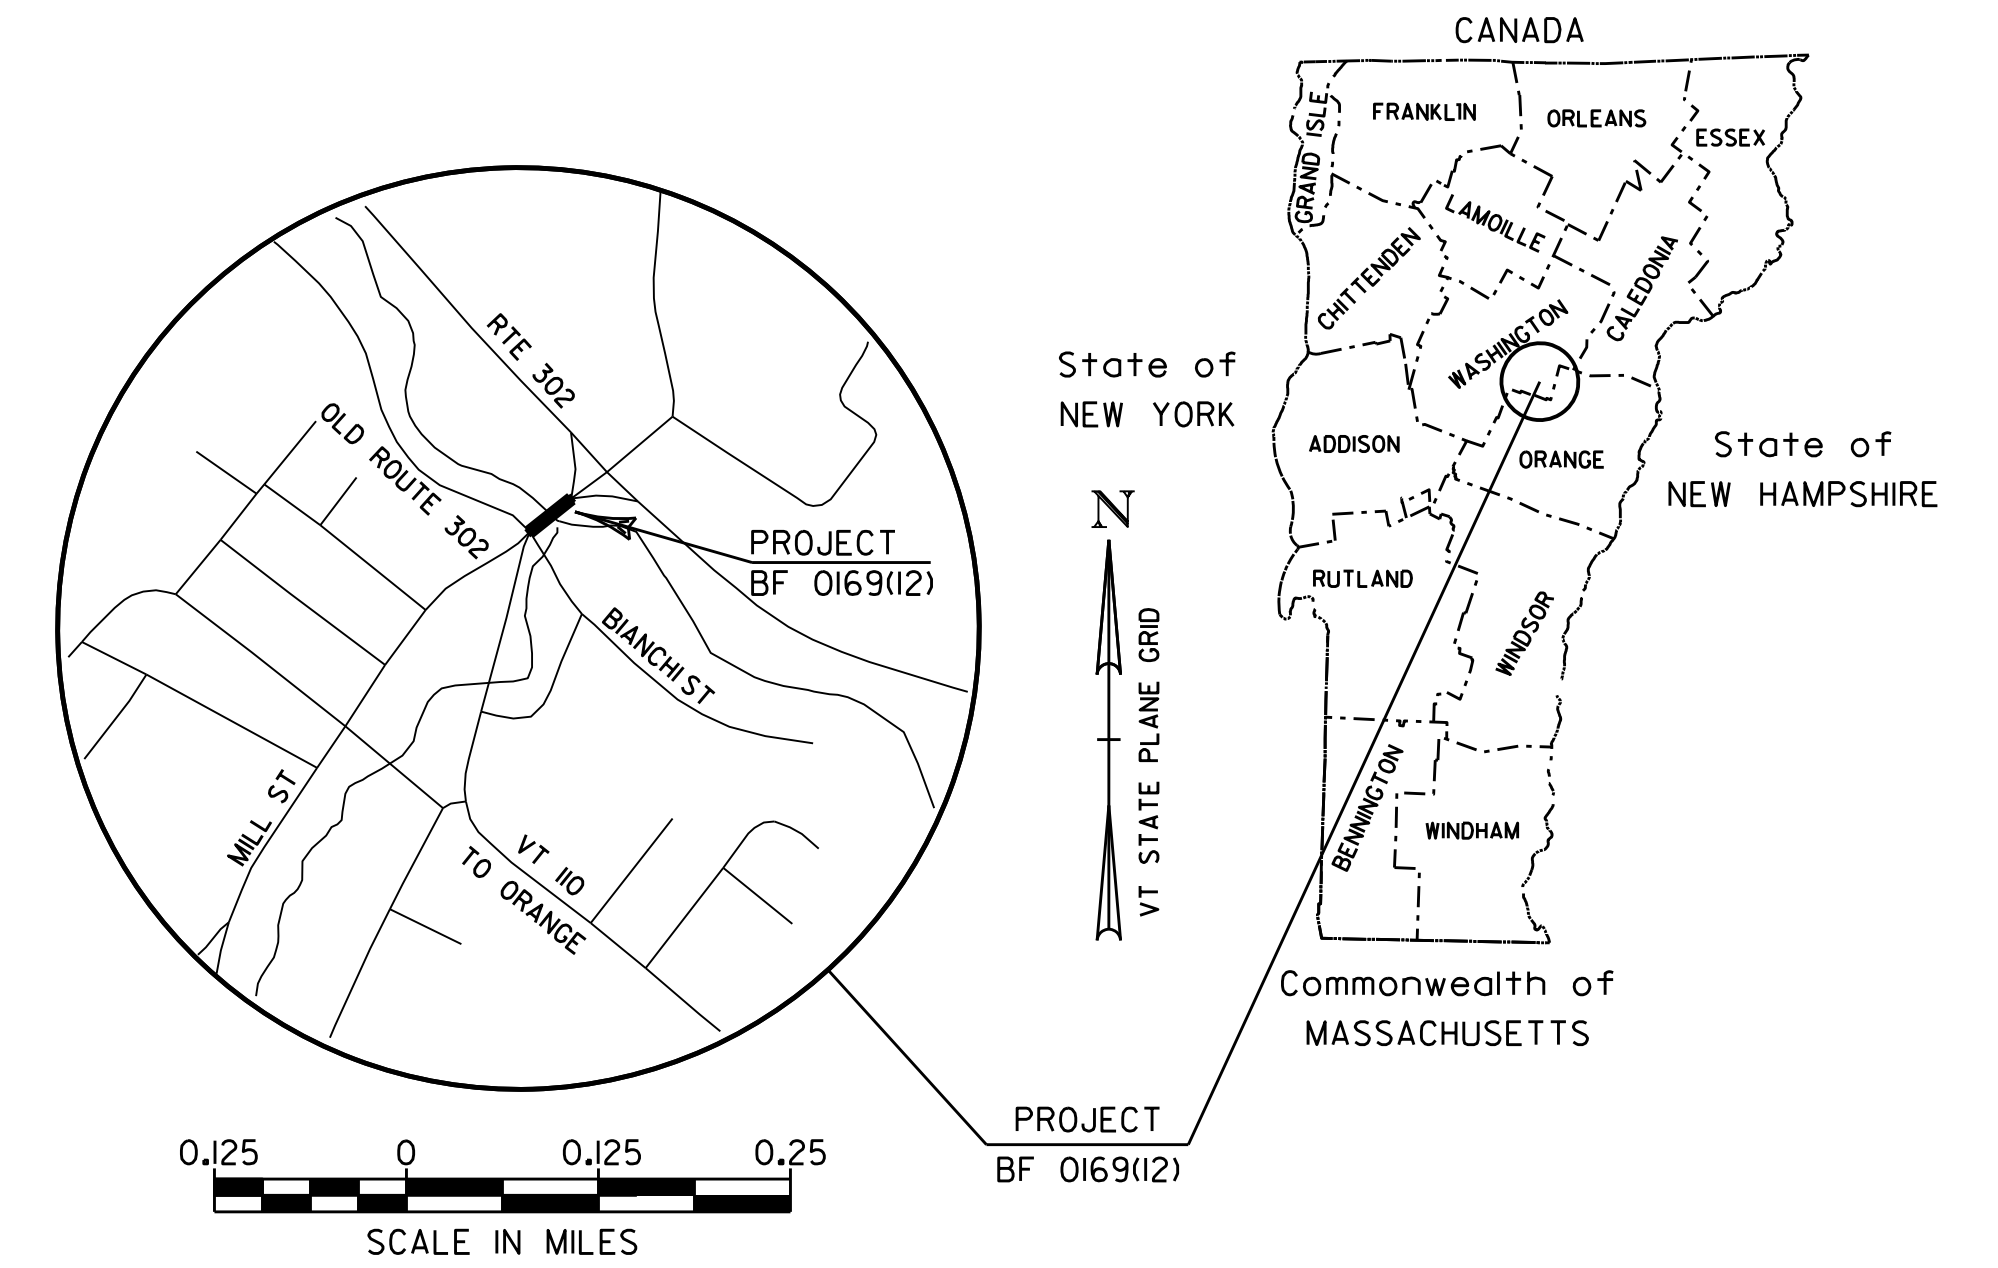 CANADA
GRAND ISLE
FRANKLIN
ORLEANS
ESSEX
LAMOILLE
CHITTENDEN
CALEDONIA
WASHINGTON
State of
NEW YORK
ADDISON
ORANGE
State of
NEW HAMPSHIRE
RUTLAND
WINDSOR
BENNINGTON
WINDHAM
Commonwealth of
MASSACHUSETTS
N
VT STATE PLANE GRID
RTE 302
OLD ROUTE 302
PROJECT
BF 0169(12)
BIANCHI ST
MILL ST
VT 110
TO ORANGE
PROJECT
BF 0169(12)
0.125 0 0.125 0.25
SCALE IN MILES